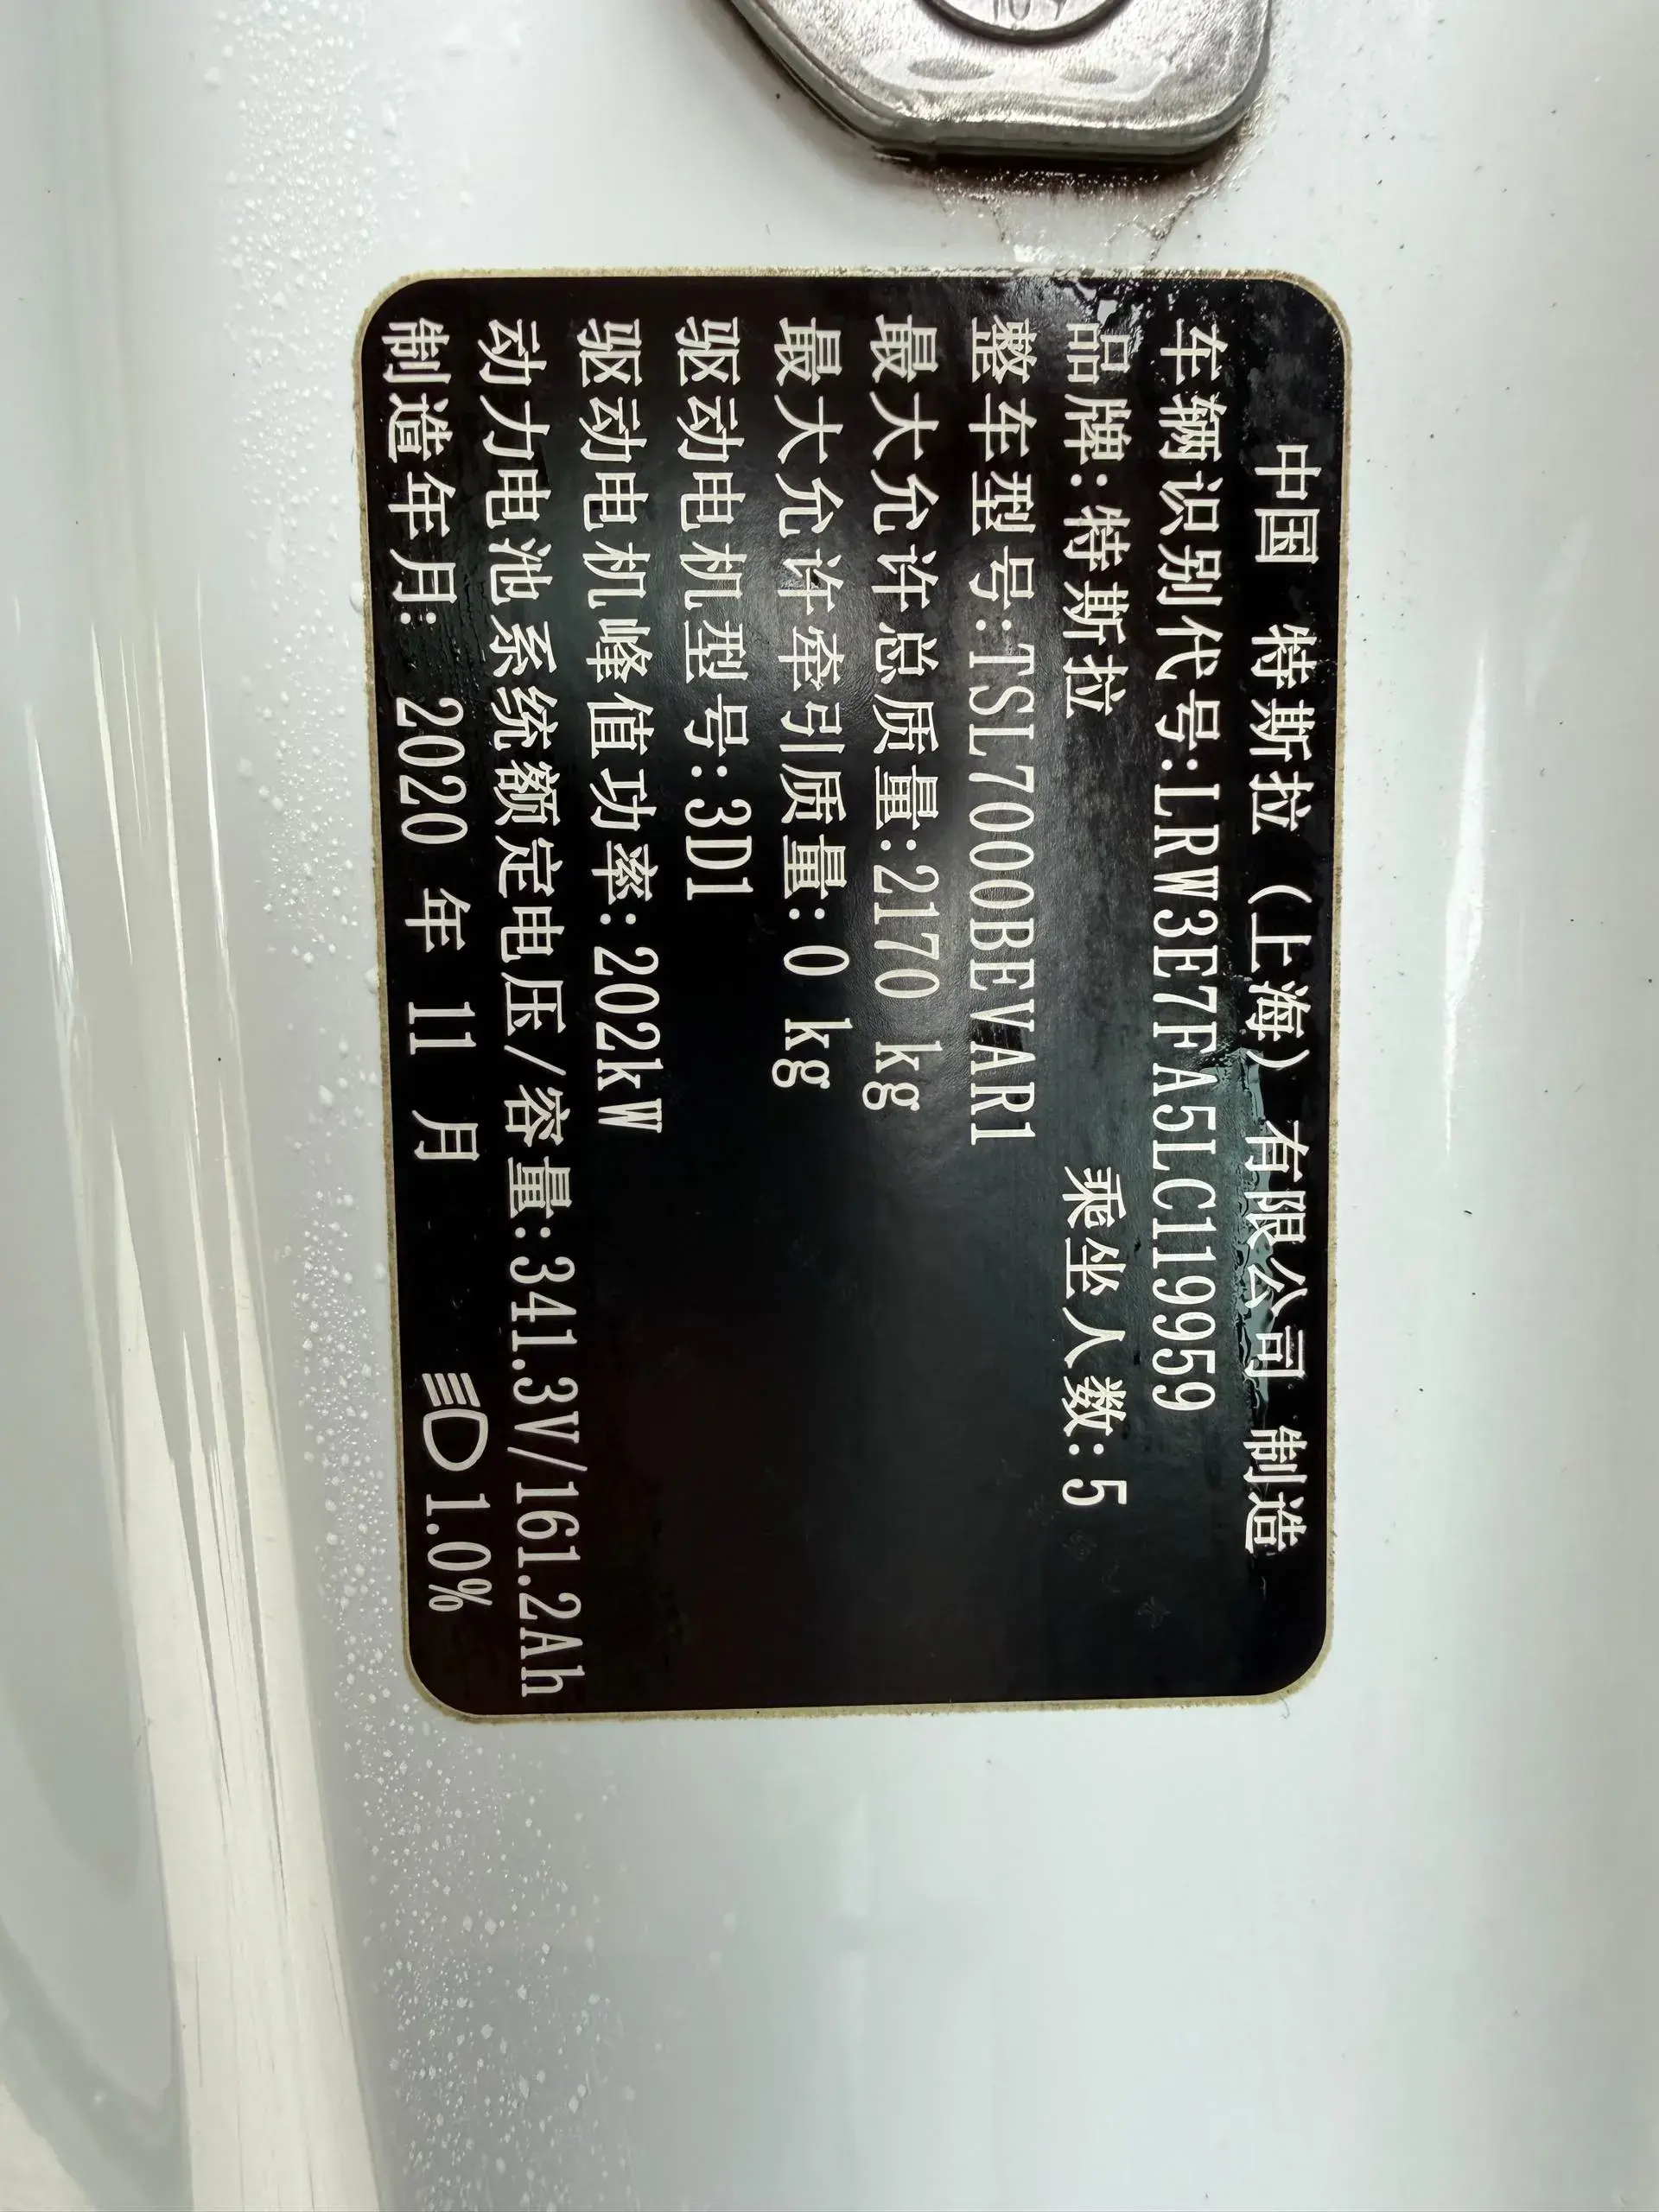 中国 特斯拉（上海）有限公司 制造
车辆识别代号:LRW3E7FA5LC119959
品牌:特斯拉 乘坐人数:5
整车型号:TSL7000BEVAR1
最大允许总质量:2170 kg
最大允许牵引质量:0 kg
驱动电机型号:3D1
驱动电机峰值功率:202kW
动力电池系统额定电压/容量:341.3V/161.2Ah
制造年月: 2020 年 11 月 1.0%